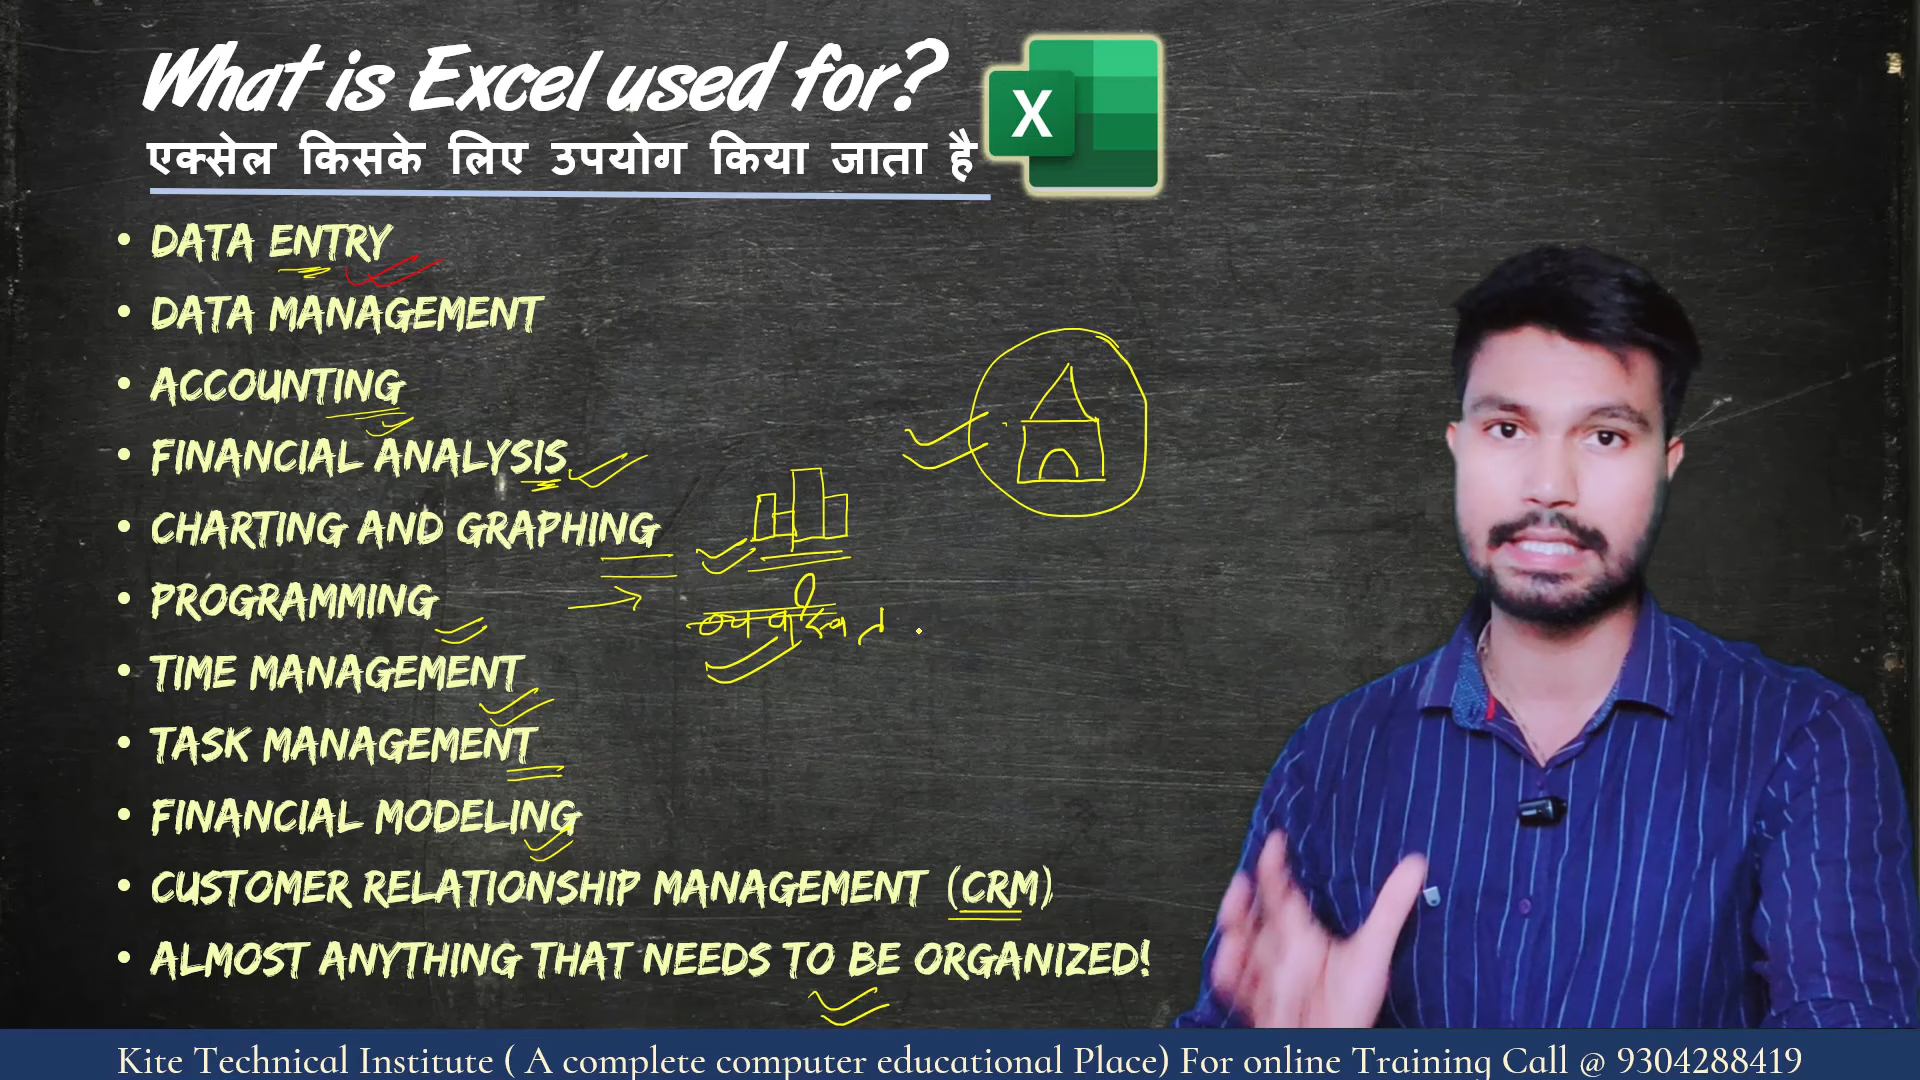 What is Excel used for?
एक्सेल किसके लिए उपयोग किया जाता है
X
• DATA ENTRY
• DATA MANAGEMENT
• ACCOUNTING
• FINANCIAL ANALYSIS
• CHARTING AND GRAPHING
• PROGRAMMING
• TIME MANAGEMENT
• TASK MANAGEMENT
• FINANCIAL MODELING
• CUSTOMER RELATIONSHIP MANAGEMENT (CRM)
• ALMOST ANYTHING THAT NEEDS TO BE ORGANIZED!
Kite Technical Institute ( A complete computer educational Place) For online Training Call @ 9304288419